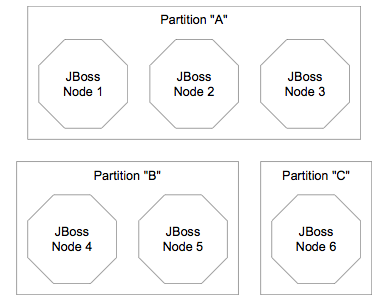 Partition "A"
JBoss
Node 1
JBoss
Node 2
JBoss
Node 3
Partition "B"
JBoss
Node 4
JBoss
Node 5
Partition "C"
JBoss
Node 6